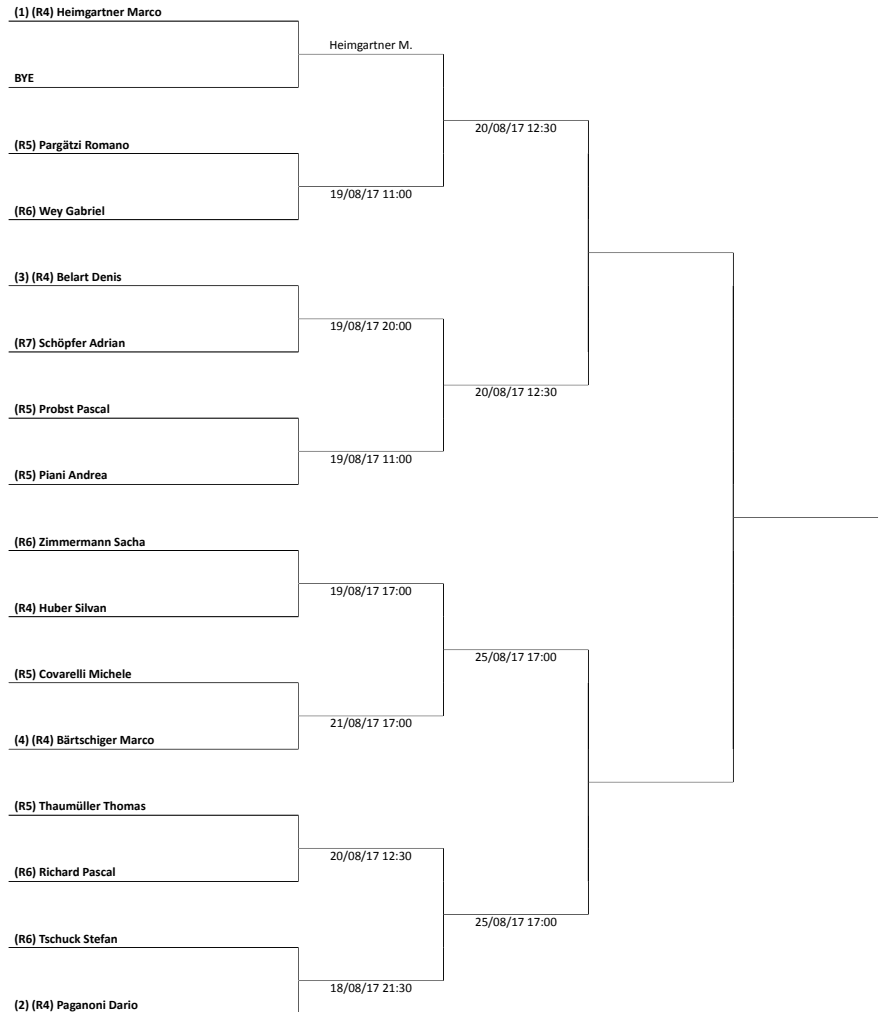 (1) (R4) Heimgartner Marco
Heimgartner M.
BYE
20/08/17 12:30
(R5) Pargätzi Romano
19/08/17 11:00
(R6) Wey Gabriel
(3) (R4) Belart Denis
19/08/17 20:00
(R7) Schöpfer Adrian
20/08/17 12:30
(R5) Probst Pascal
19/08/17 11:00
(R5) Piani Andrea
(R6) Zimmermann Sacha
19/08/17 17:00
(R4) Huber Silvan
25/08/17 17:00
(R5) Covarelli Michele
21/08/17 17:00
(4) (R4) Bärtschiger Marco
(R5) Thaumüller Thomas
20/08/17 12:30
(R6) Richard Pascal
25/08/17 17:00
(R6) Tschuck Stefan
18/08/17 21:30
(2) (R4) Paganoni Dario